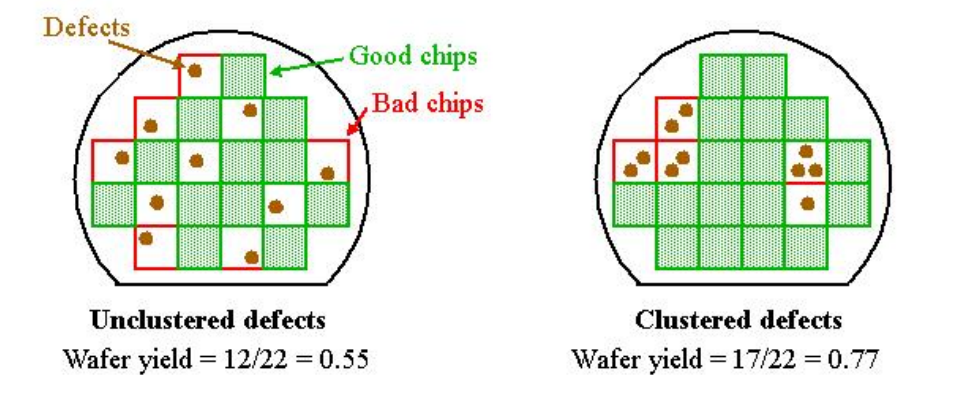 Defects
Good chips
Bad chips
Unclustered defects
Wafer yield = 12/22 = 0.55
Clustered defects
Wafer yield = 17/22 = 0.77